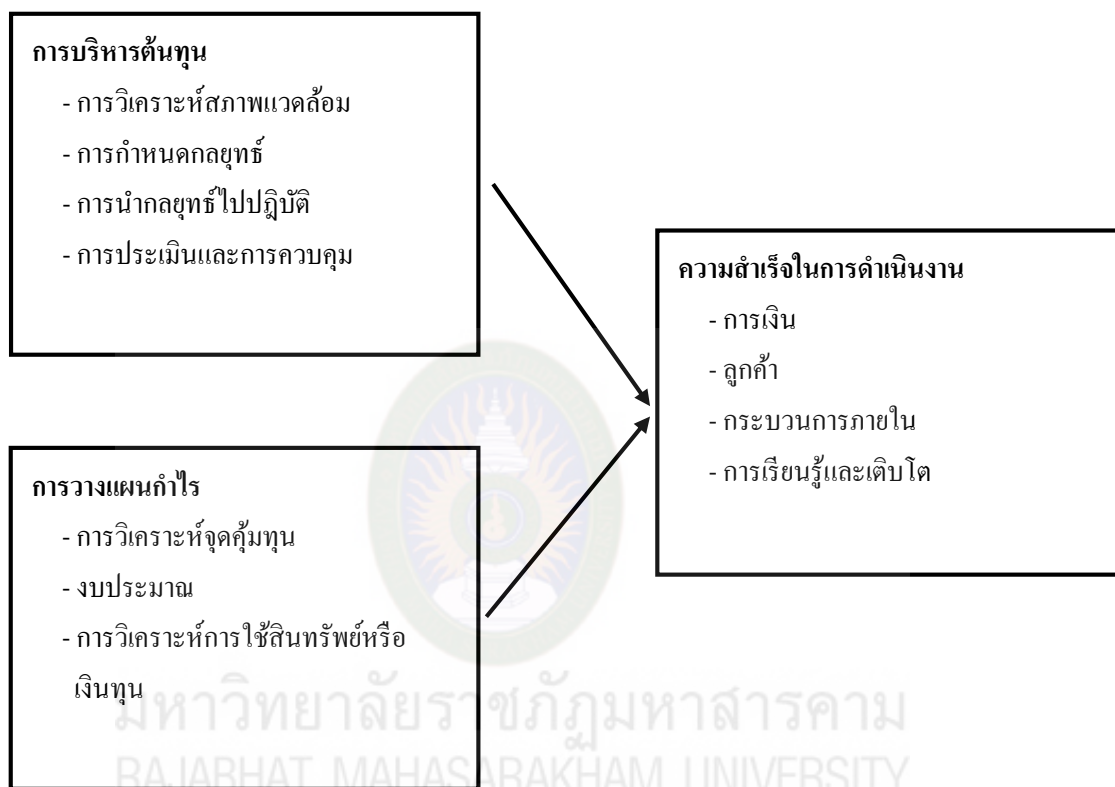 การบริหารต้นทุน
- การวิเคราะห์สภาพแวดล้อม
- การกำหนดกลยุทธ์
- การนำกลยุทธ์ไปปฎิบัติ
- การประเมินและการควบคุม
ความสำเร็จในการดำเนินงาน
- การเงิน
- ลูกค้า
- กระบวนการภายใน
- การเรียนรู้และเติบโต
การวางแผนกำไร
- การวิเคราะห์จุดคุ้มทุน
- งบประมาณ
- การวิเคราะห์การใช้สินทรัพย์หรือ
เงินทุน
มหาวิทยาลัยราชภัฏมหาสารคาม
RAJABHAT MAHASARAKHAM UNIVERSITY